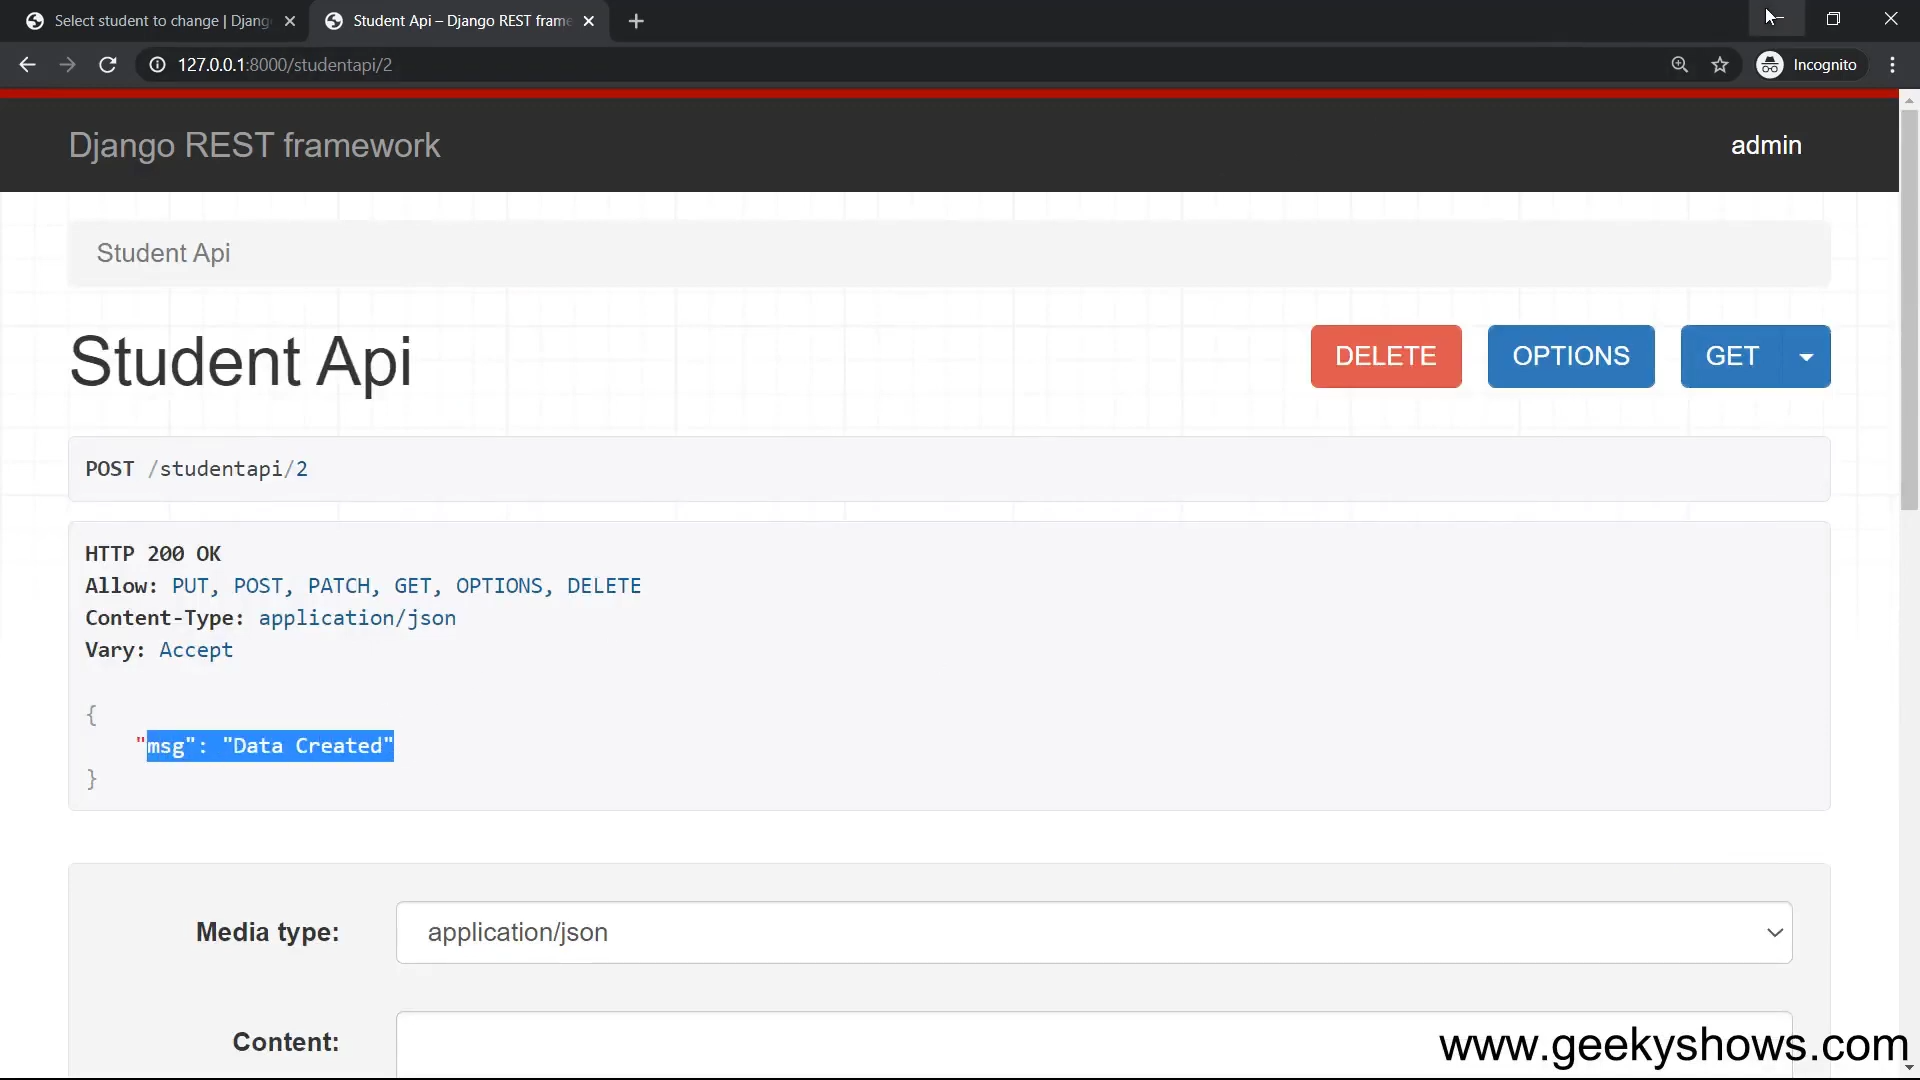 Select student to change | Djang
Student Api – Django REST frame
127.0.0.1:8000/studentapi/2
Incognito
Django REST framework
admin
Student Api
Student Api
DELETE
OPTIONS
GET
POST /studentapi/2
HTTP 200 OK
Allow: PUT, POST, PATCH, GET, OPTIONS, DELETE
Content-Type: application/json
Vary: Accept
{
"msg": "Data Created"
}
Media type:
application/json
Content:
www.geekyshows.com